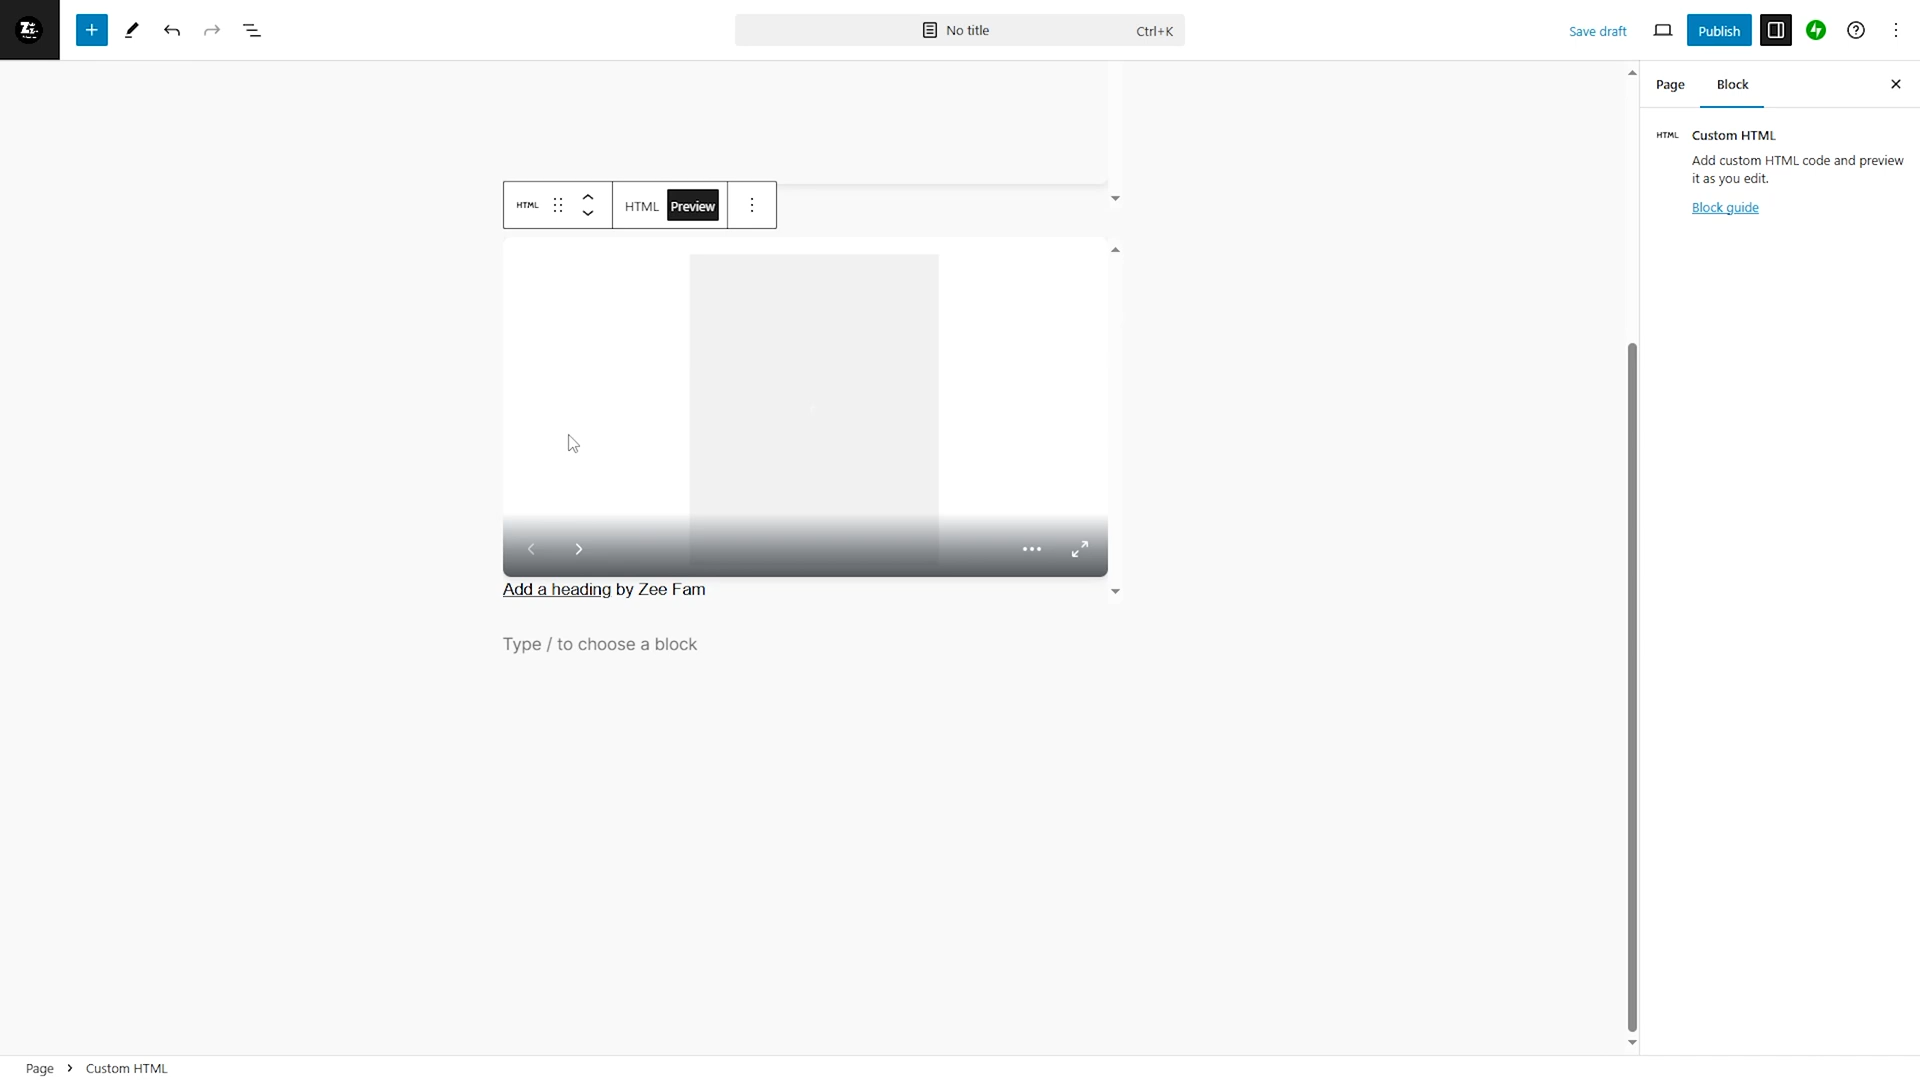 No title
Ctrl+K
Save draft
Publish
Page
Block
HTML
Custom HTML
Add custom HTML code and preview
it as you edit.
Block guide
HTML
HTML
Preview
Add a heading by Zee Fam
Type / to choose a block
Page
Custom HTML